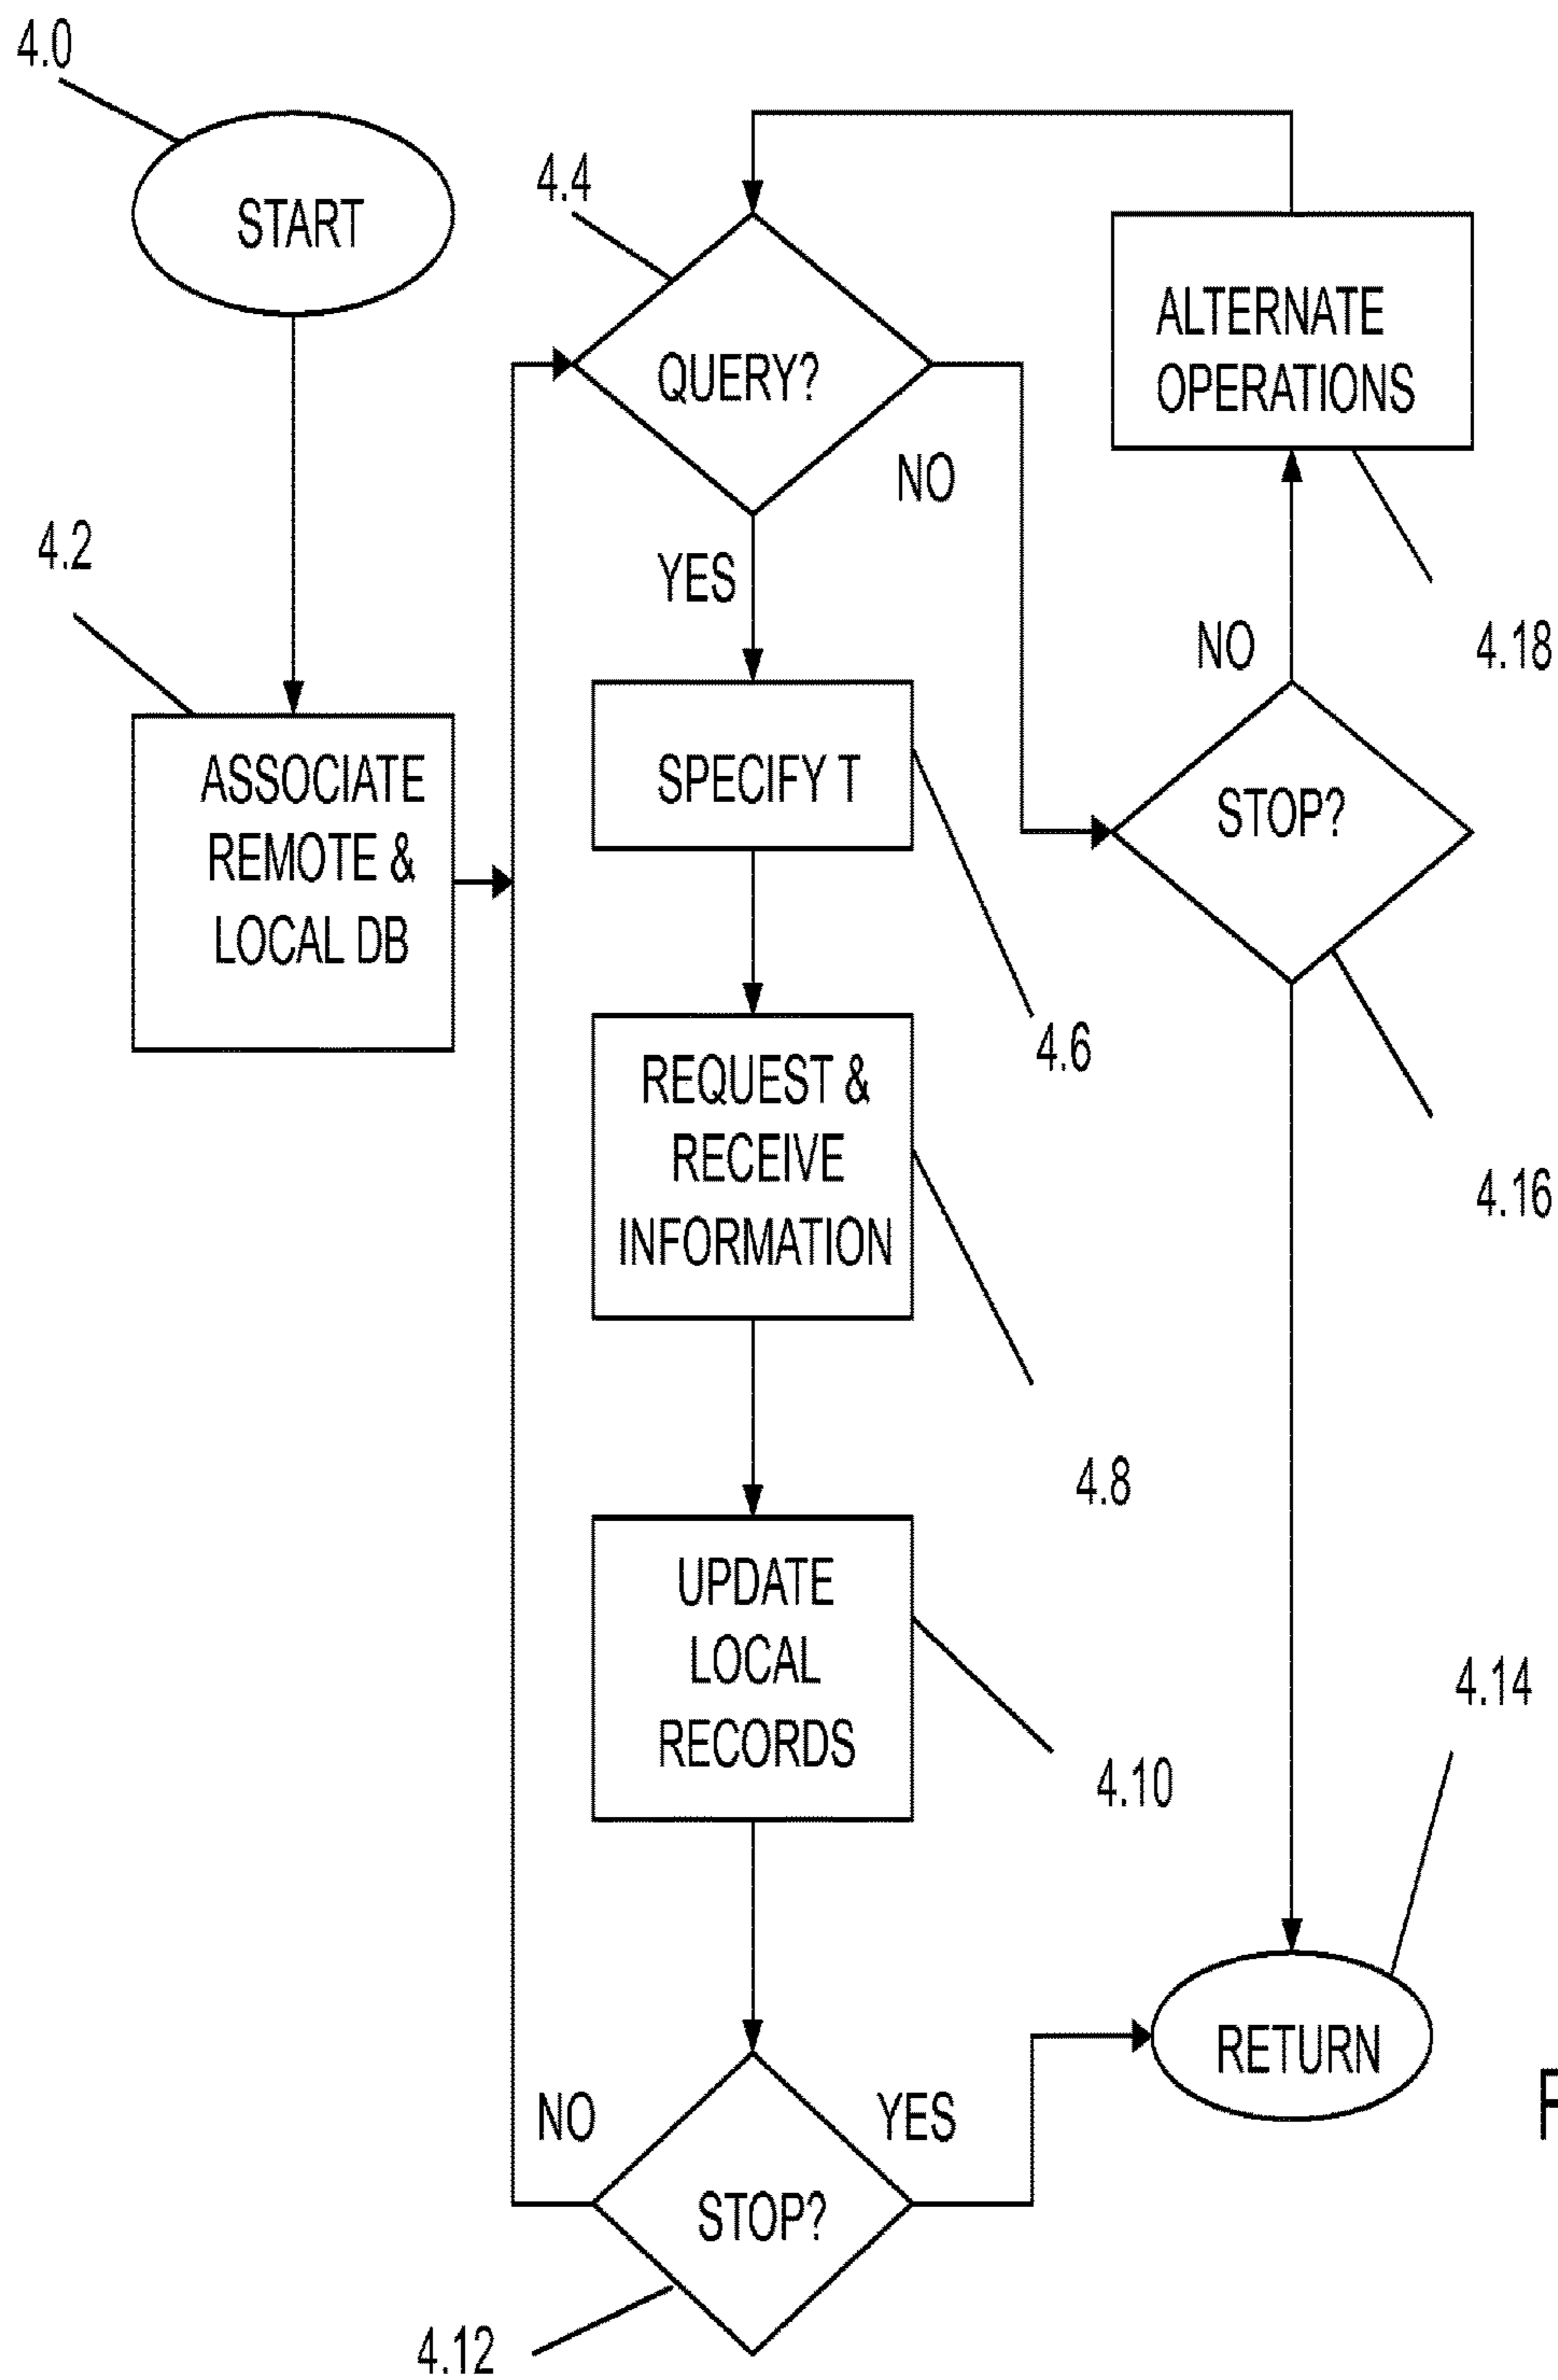 4.0
START
4.2
ASSOCIATE
REMOTE &
LOCAL DB
4.4
QUERY?
NO
YES
SPECIFY T
4.6
REQUEST &
RECEIVE
INFORMATION
4.8
UPDATE
LOCAL
RECORDS
4.10
NO
YES
STOP?
4.12
ALTERNATE
OPERATIONS
4.18
NO
STOP?
4.16
4.14
RETURN